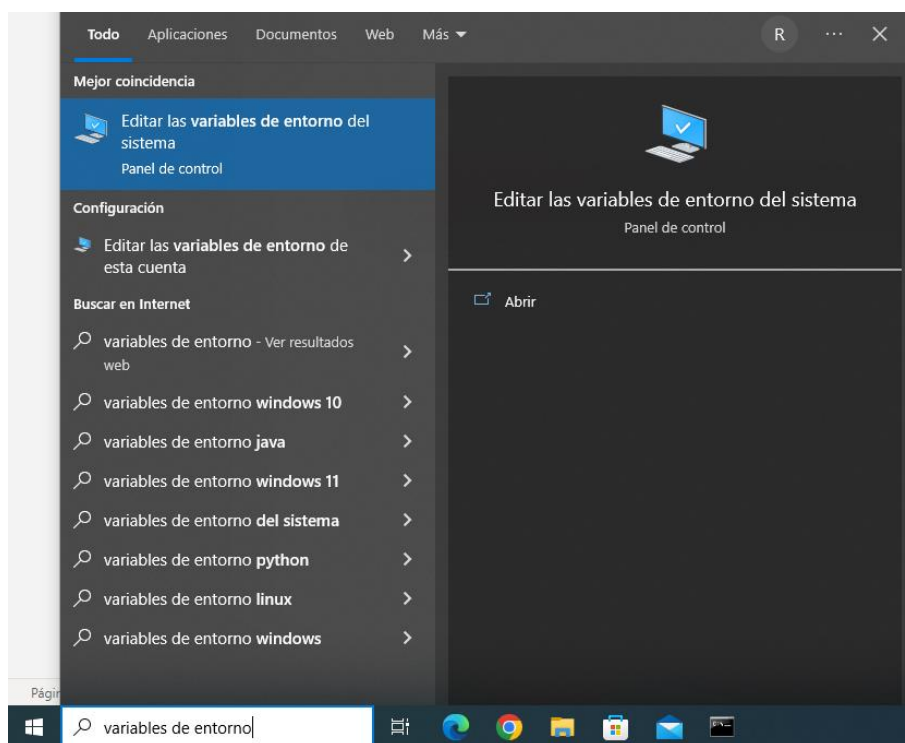 Todo Aplicaciones Documentos Web Más R ...
Mejor coincidencia
Editar las variables de entorno del
sistema
Panel de control
Configuración
Editar las variables de entorno de
esta cuenta
Buscar en Internet
variables de entorno - Ver resultados
web
variables de entorno windows 10
variables de entorno java
variables de entorno windows 11
variables de entorno del sistema
variables de entorno python
variables de entorno linux
variables de entorno windows
Editar las variables de entorno del sistema
Panel de control
Abrir
Págin
variables de entorno